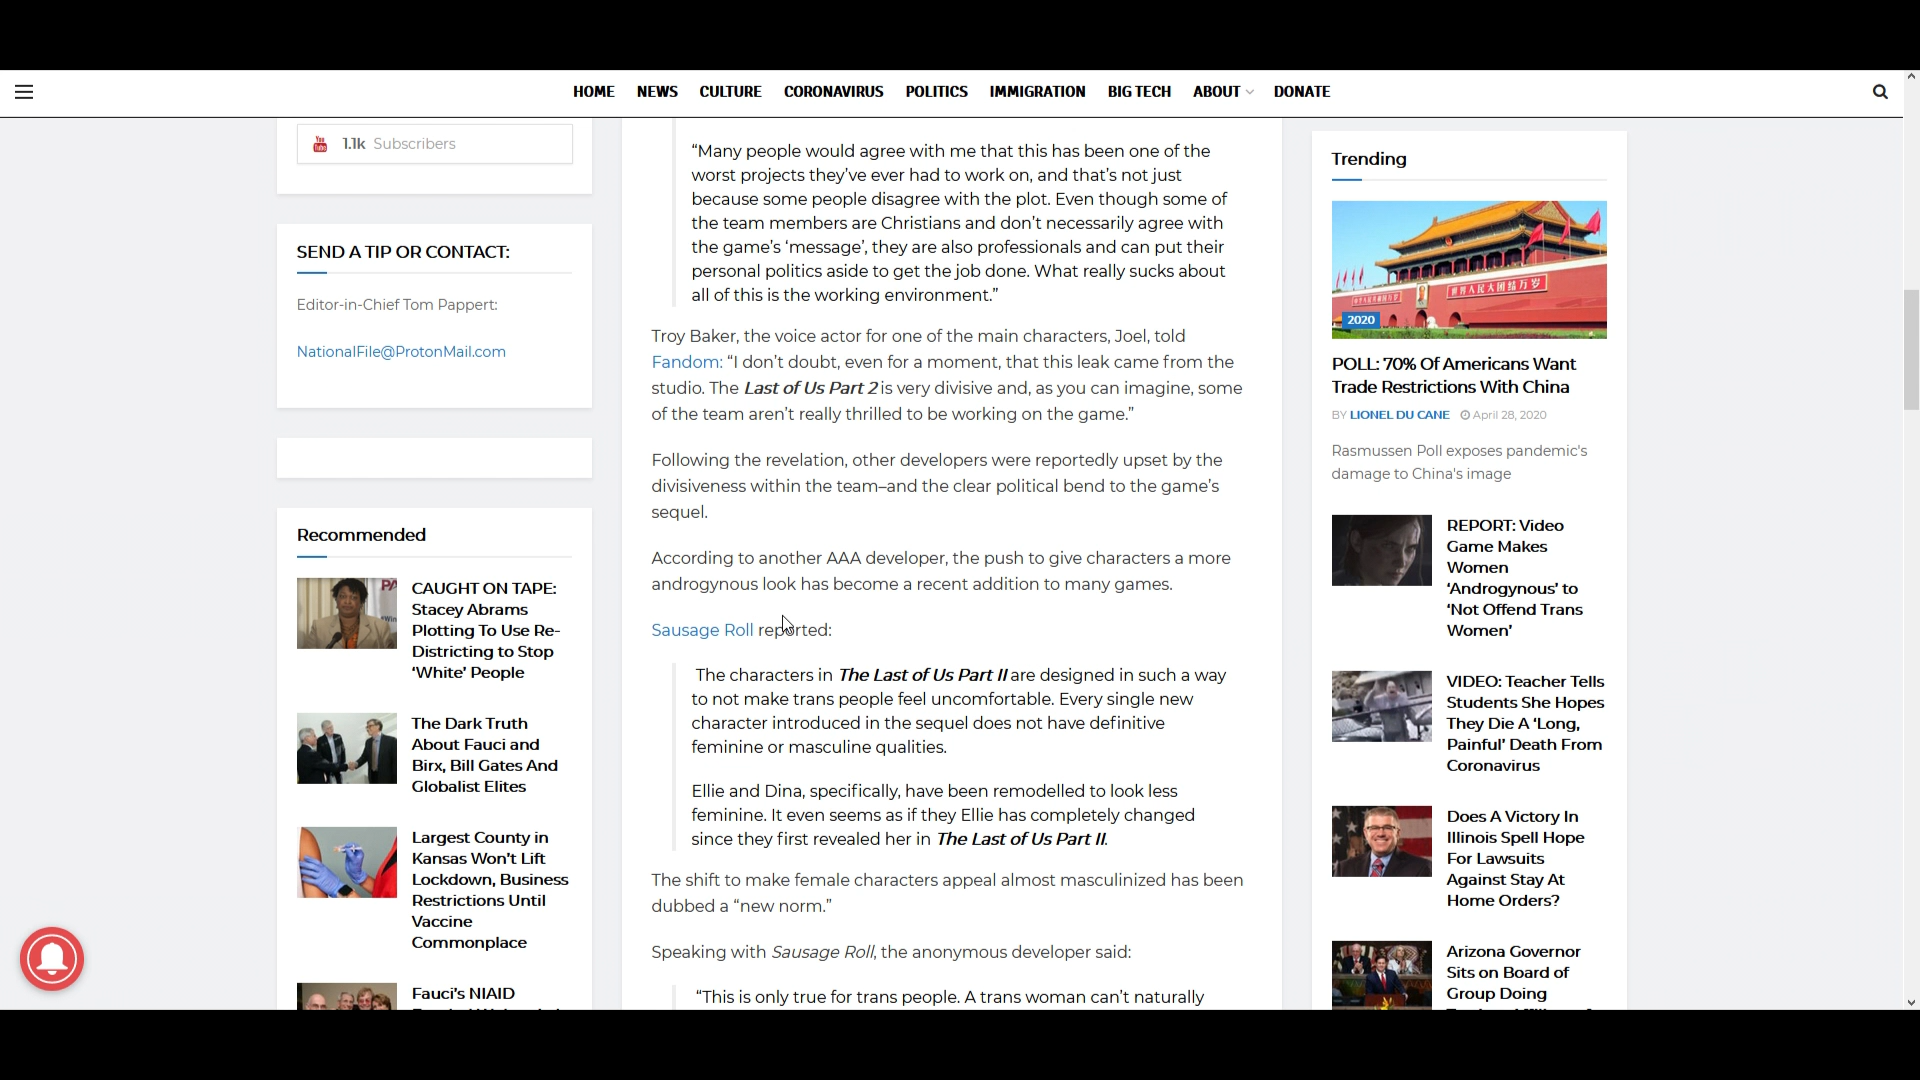 HOME NEWS CULTURE CORONAVIRUS POLITICS IMMIGRATION BIG TECH ABOUT DONATE
You
Tube
1.1k Subscribers
SEND A TIP OR CONTACT:
Editor-in-Chief Tom Pappert:
NationalFile@ProtonMail.com
Recommended
CAUGHT ON TAPE:
Stacey Abrams
Plotting To Use Re-
Districting to Stop
‘White’ People
The Dark Truth
About Fauci and
Birx, Bill Gates And
Globalist Elites
Largest County in
Kansas Won’t Lift
Lockdown, Business
Restrictions Until
Vaccine
Commonplace
Fauci’s NIAID
“Many people would agree with me that this has been one of the
worst projects they’ve ever had to work on, and that’s not just
because some people disagree with the plot. Even though some of
the team members are Christians and don’t necessarily agree with
the game’s ‘message’, they are also professionals and can put their
personal politics aside to get the job done. What really sucks about
all of this is the working environment.”
Troy Baker, the voice actor for one of the main characters, Joel, told
Fandom: “I don’t doubt, even for a moment, that this leak came from the
studio. The Last of Us Part 2 is very divisive and, as you can imagine, some
of the team aren’t really thrilled to be working on the game.”
Following the revelation, other developers were reportedly upset by the
divisiveness within the team–and the clear political bend to the game’s
sequel.
According to another AAA developer, the push to give characters a more
androgynous look has become a recent addition to many games.
Sausage Roll reported:
The characters in The Last of Us Part II are designed in such a way
to not make trans people feel uncomfortable. Every single new
character introduced in the sequel does not have definitive
feminine or masculine qualities.
Ellie and Dina, specifically, have been remodelled to look less
feminine. It even seems as if they Ellie has completely changed
since they first revealed her in The Last of Us Part II.
The shift to make female characters appeal almost masculinized has been
dubbed a “new norm.”
Speaking with Sausage Roll, the anonymous developer said:
“This is only true for trans people. A trans woman can’t naturally
Trending
世界人民大团结万岁
2020
POLL: 70% Of Americans Want
Trade Restrictions With China
BY LIONEL DU CANE April 28, 2020
Rasmussen Poll exposes pandemic's
damage to China's image
REPORT: Video
Game Makes
Women
‘Androgynous’ to
‘Not Offend Trans
Women’
VIDEO: Teacher Tells
Students She Hopes
They Die A ‘Long,
Painful’ Death From
Coronavirus
Does A Victory In
Illinois Spell Hope
For Lawsuits
Against Stay At
Home Orders?
Arizona Governor
Sits on Board of
Group Doing